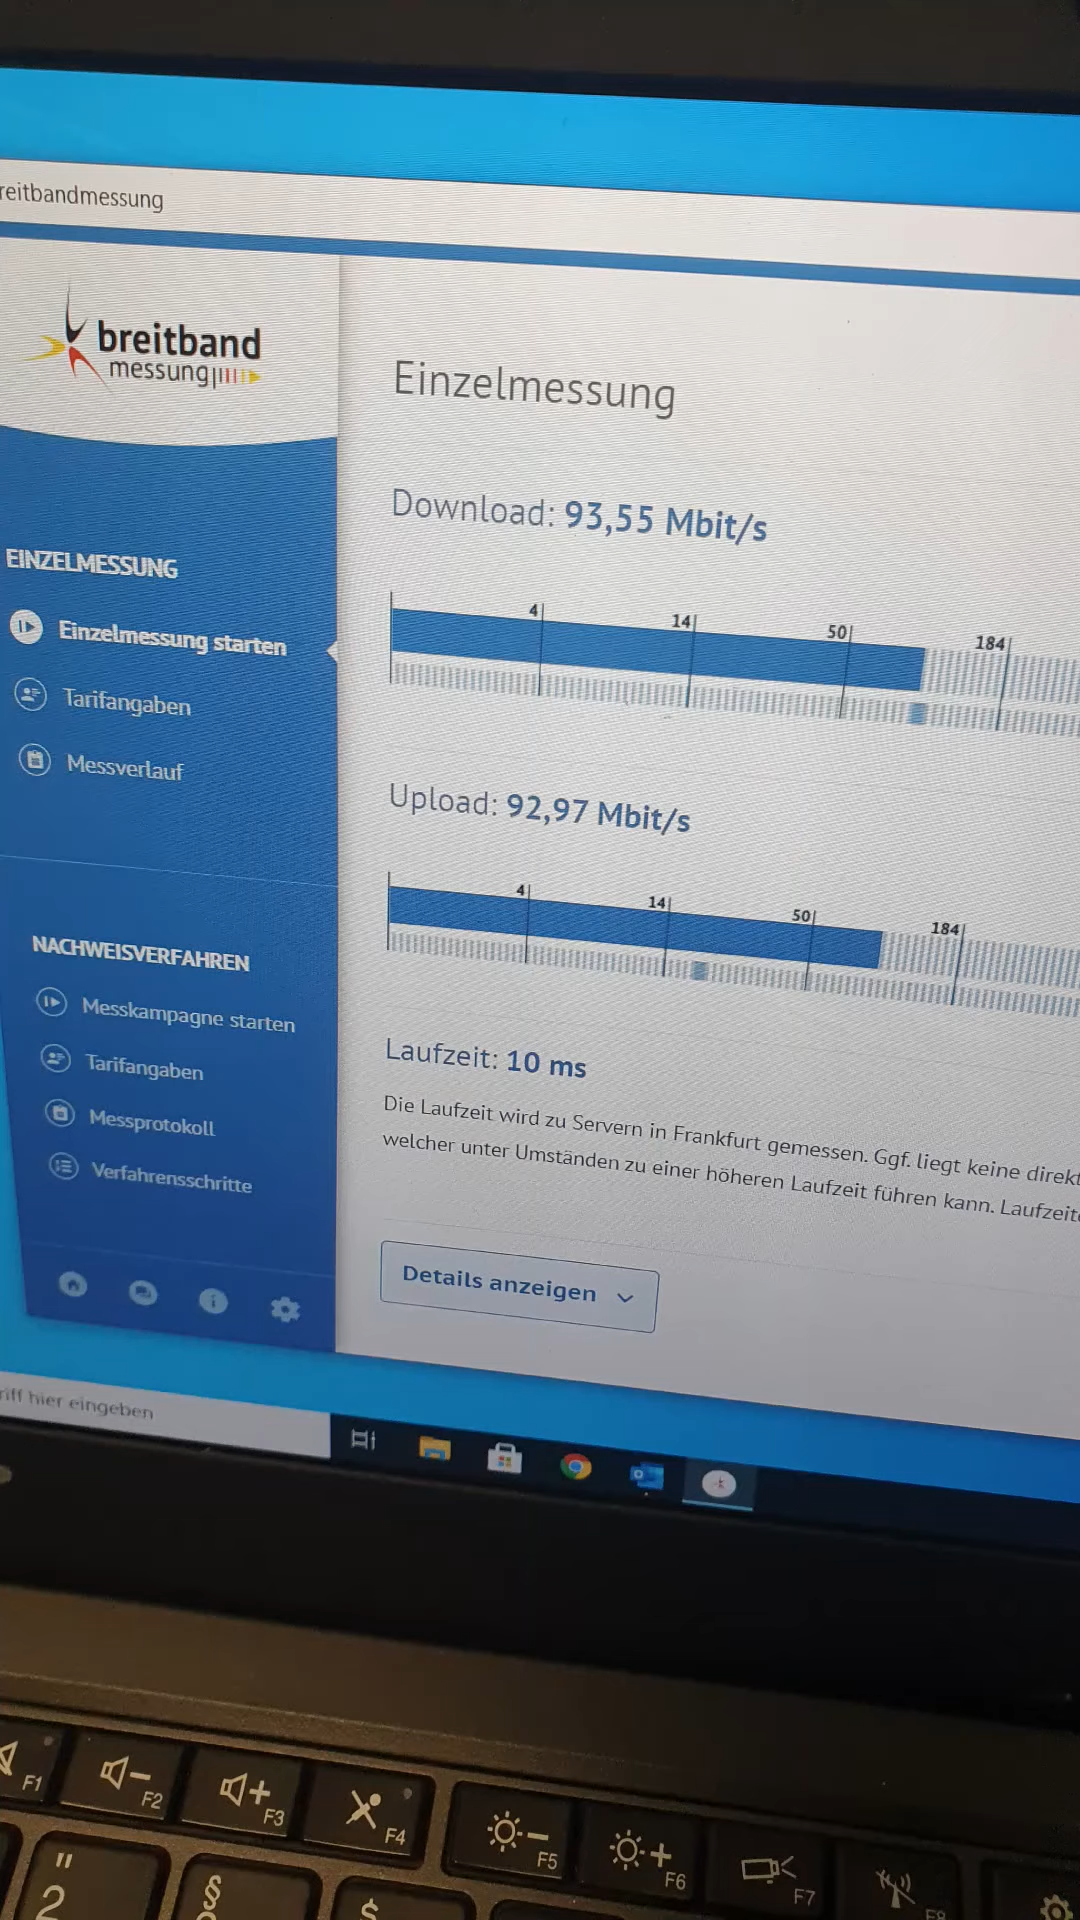 reitbandmessung
breitband
messung
Einzelmessung
Download: 93,55 Mbit/s
4 14 50 184
EINZELMESSUNG
Einzelmessung starten
Tarifangaben
Messverlauf
Upload: 92,97 Mbit/s
4 14 50 184
NACHWEISVERFAHREN
Messkampagne starten
Tarifangaben
Messprotokoll
Verfahrensschritte
Laufzeit: 10 ms
Die Laufzeit wird zu Servern in Frankfurt gemessen. Ggf. liegt keine direkt
welcher unter Umständen zu einer höheren Laufzeit führen kann. Laufzeite
Details anzeigen
riff hier eingeben
F1 F2 F3 F4 F5 F6 F7 F8
" 2 § $